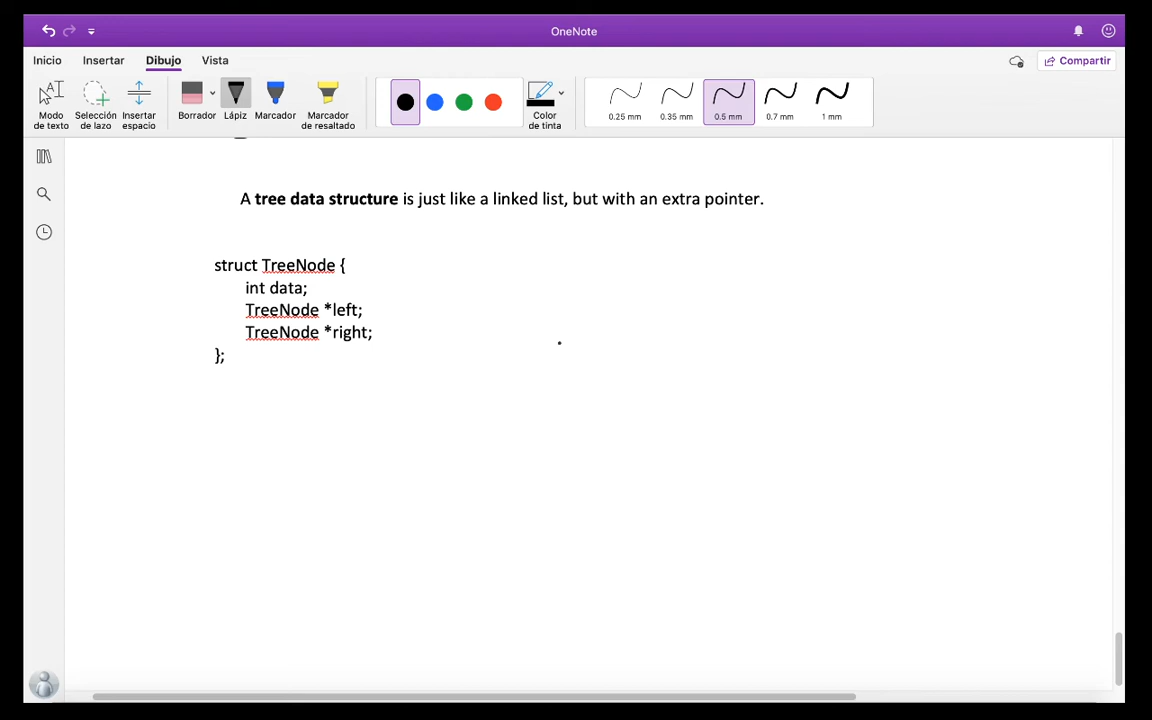 OneNote
Inicio Insertar Dibujo Vista
Compartir
Modo de texto
Selección de lazo
Insertar espacio
Borrador
Lápiz
Marcador
Marcador de resaltado
Color de tinta
0.25 mm
0.35 mm
0.5 mm
0.7 mm
1 mm
A tree data structure is just like a linked list, but with an extra pointer.
struct TreeNode {
int data;
TreeNode *left;
TreeNode *right;
};